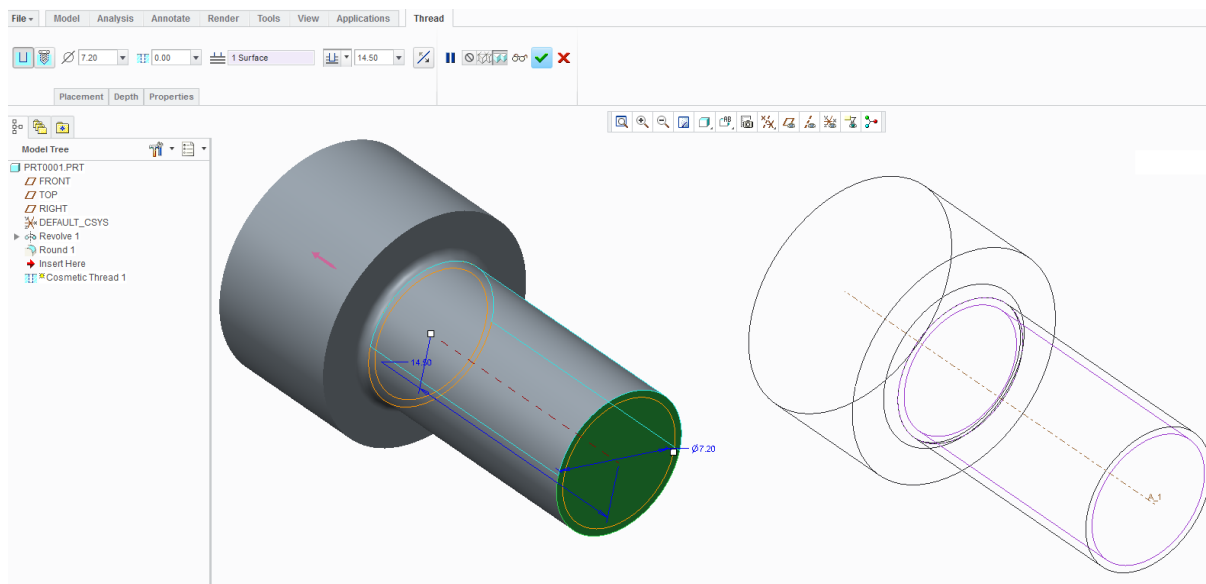 File Model Analysis Annotate Render Tools View Applications Thread
7.20 0.00 1 Surface 14.50
Placement Depth Properties
Model Tree
PRT0001.PRT
FRONT
TOP
RIGHT
DEFAULT_CSYS
Revolve 1
Round 1
Insert Here
Cosmetic Thread 1
14.50
Ø7.20
A_1